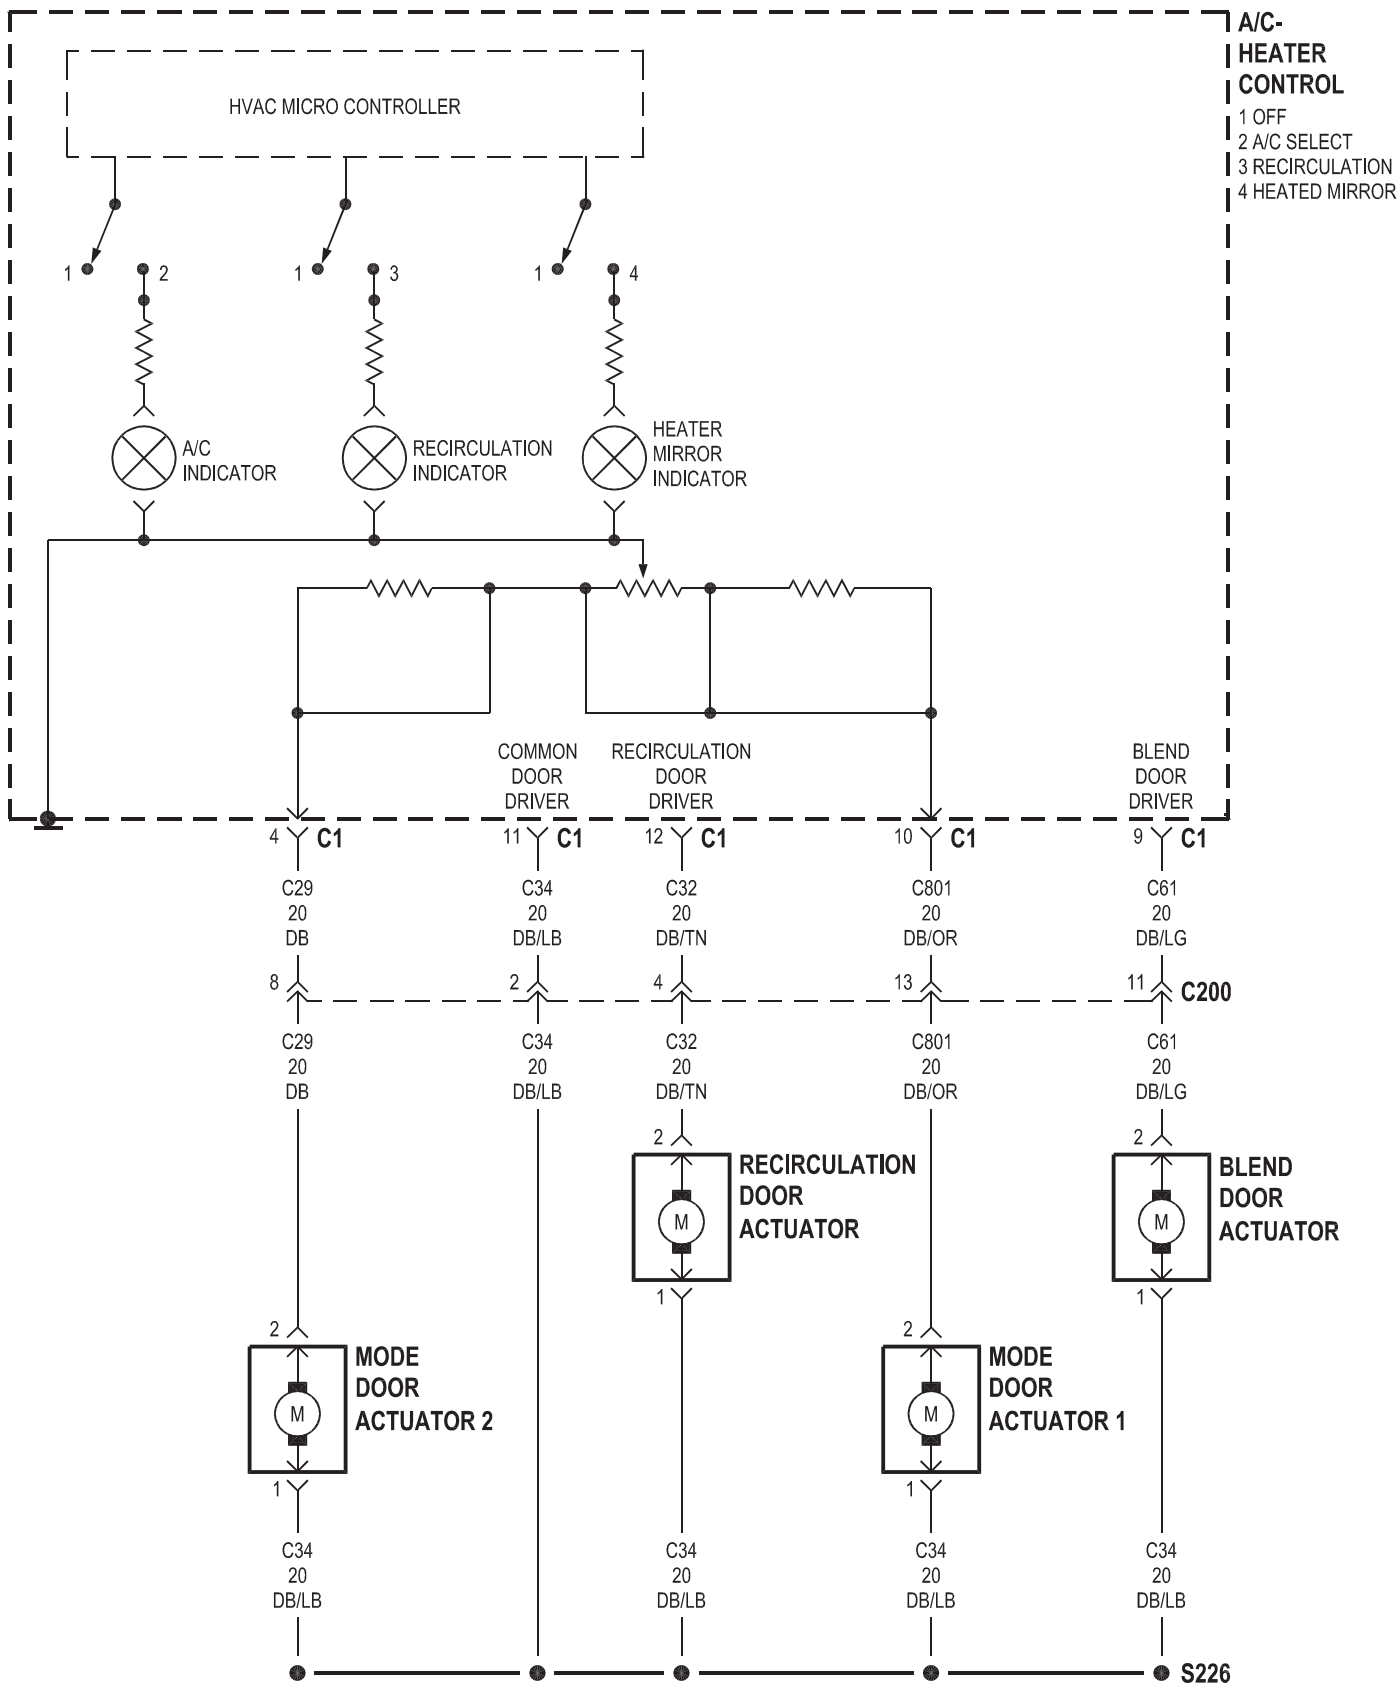 A/C-
HEATER
CONTROL
1 OFF
2 A/C SELECT
3 RECIRCULATION
4 HEATED MIRROR
HVAC MICRO CONTROLLER
1 2 1 3 1 4
A/C
INDICATOR
RECIRCULATION
INDICATOR
HEATER
MIRROR
INDICATOR
COMMON
DOOR
DRIVER
RECIRCULATION
DOOR
DRIVER
BLEND
DOOR
DRIVER
4 C1 11 C1 12 C1 10 C1 9 C1
C29 C34 C32 C801 C61
20 20 20 20 20
DB DB/LB DB/TN DB/OR DB/LG
8 2 4 13 11 C200
C29 C34 C32 C801 C61
20 20 20 20 20
DB DB/LB DB/TN DB/OR DB/LG
2 2
RECIRCULATION
DOOR
ACTUATOR
M
BLEND
DOOR
ACTUATOR
M
1 1
2 2
MODE
DOOR
ACTUATOR 2
M
MODE
DOOR
ACTUATOR 1
M
1 1
C34 C34 C34 C34
20 20 20 20
DB/LB DB/LB DB/LB DB/LB
S226